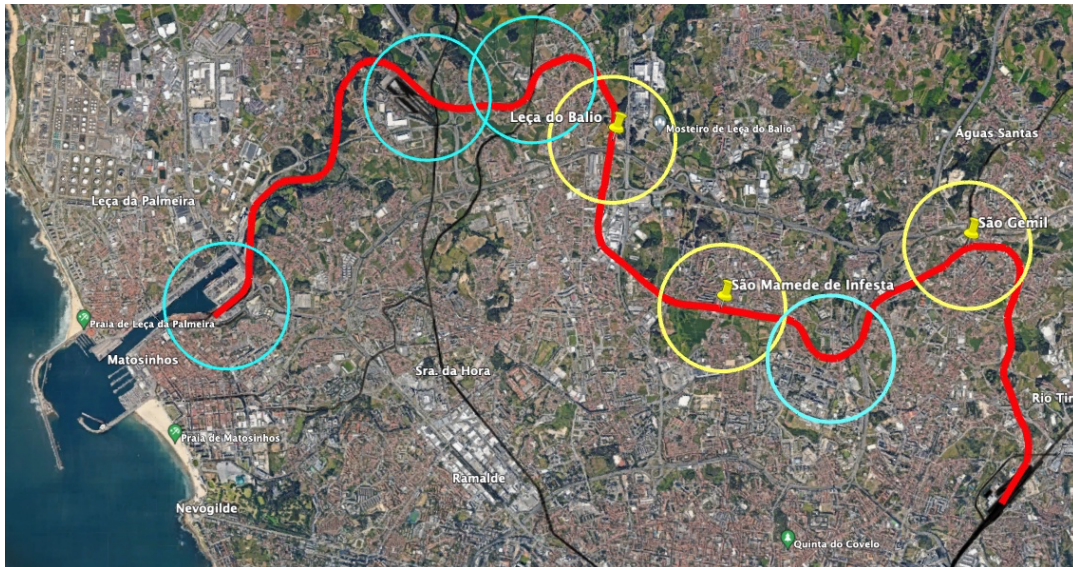 Leça do Balio
Mosteiro de Leça do Balio
Águas Santas
Leça da Palmeira
São Gemil
São Mamede de Infesta
Praia de Leça da Palmeira
Matosinhos
Sra. da Hora
Rio Tin
Praia de Matosinhos
Ramalde
Nevogilde
Quinta do Covelo